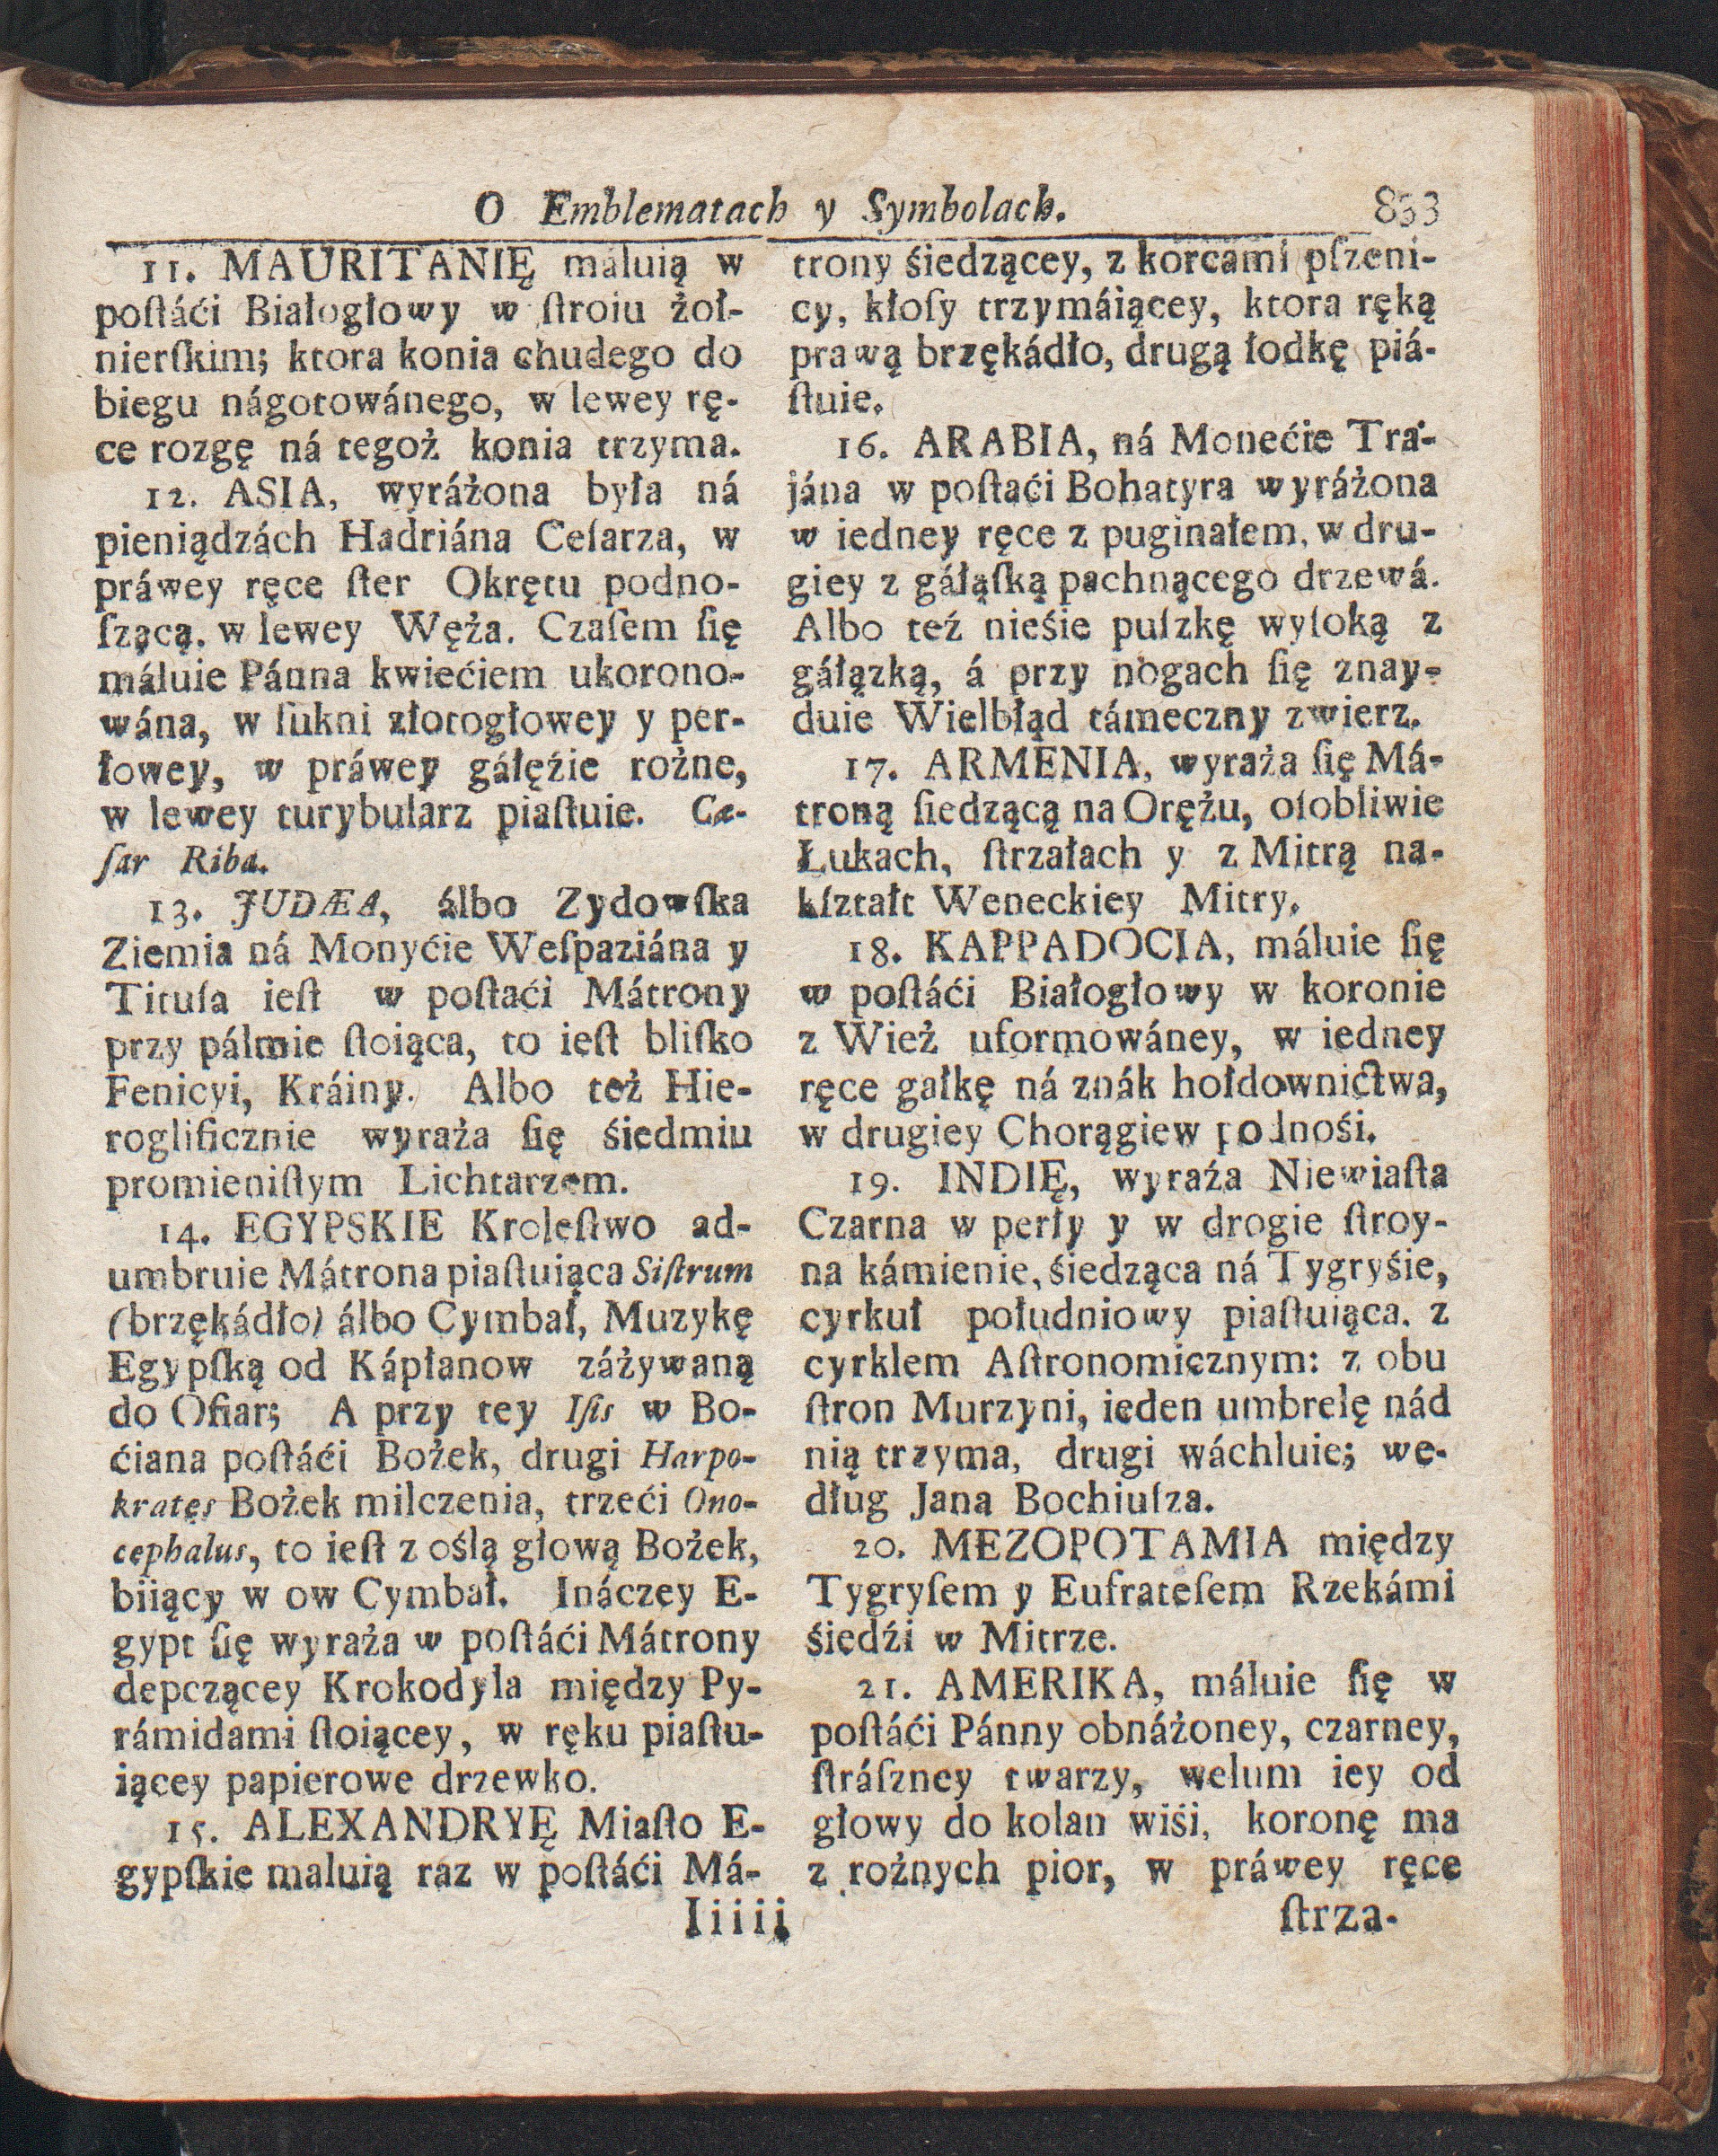 O Emblematach y Symbolach. 833
11. MAURITANIĘ máluią w
poſtáći Białogłowy w ſtroiu żoł-
nierſkim; ktora konia chudego do
biegu nágotowánego, w lewey rę-
ce rozgę ná tegoż konia trzyma.
12. ASIA, wyráżona była ná
pieniądzách Hadriána Ceſarza, w
práwey ręce ſter Okrętu podno-
ſzącą, w lewey Węża. Czaſem ſię
máluie Pánna kwiećiem ukorono-
wána, w ſukni złotogłowey y per-
łowey, w práwey gáłęźie rożne,
w lewey turybularz piaſtuie. Cæ-
ſar Riba.
13. JUDÆA, álbo Zydowſka
Ziemia ná Monyćie Weſpaziána y
Tituſa ieſt w poſtaći Mátrony
przy pálmie ſtoiąca, to ieſt bliſko
Fenicyi, Kráiny. Albo też Hie-
roglificznie wyraża ſię śiedmiu
promieniſtym Lichtarzem.
14. EGYPSKIE Kroleſtwo ad-
umbruie Mátrona piaſtuiąca Siſtrum
(brzękádło) álbo Cymbał, Muzykę
Egypſką od Kápłanow záżywaną
do Ofiar; A przy tey Iſis w Bo-
ćiana poſtáći Bożek, drugi Harpo-
krates Bożek milczenia, trzeći Ono-
cephalus, to ieſt z oślą głową Bożek,
biiący w ow Cymbał. Ináczey E-
gypt ſię wyraża w poſtáći Mátrony
depczącey Krokodyla między Py-
rámidami ſtoiącey, w ręku piaſtu-
iącey papierowe drzewko.
15. ALEXANDRYĘ Miaſto E-
gypſkie maluią raz w poſtáći Má-
Iiiii
trony śiedzącey, z korcami pſzeni-
cy, kłoſy trzymáiącey, ktora ręką
prawą brzękádło, drugą łodkę piá-
ſtuie.
16. ARABIA, ná Monećie Tra-
jána w poſtaći Bohatyra wyráżona
w iedney ręce z puginałem, w dru-
giey z gáłąſką pachnącego drzewá.
Albo też nieśie puſzkę wyſoką z
gáłązką, á przy nogach ſię znay-
duie Wielbłąd támeczny zwierz.
17. ARMENIA, wyraża ſię Má-
troną ſiedzącą na Orężu, oſobliwie
Łukach, ſtrzałach y z Mitrą na-
kſztałt Weneckiey Mitry.
18. KAPPADOCIA, máluie ſię
w poſtáći Białogłowy w koronie
z Wież uformowáney, w iedney
ręce gałkę ná znák hołdownictwa,
w drugiey Chorągiew podnośi.
19. INDIĘ, wyraźa Niewiaſta
Czarna w perły y w drogie ſtroy-
na kámienie, śiedząca ná Tygryśie,
cyrkuł południowy piaſtuiąca. z
cyrklem Aſtronomicznym: z obu
ſtron Murzyni, ieden umbrelę nád
nią trzyma, drugi wáchluie; we-
dług Jana Bochiuſza.
20. MEZOPOTAMIA między
Tygryſem y Eufrateſem Rzekámi
śiedźi w Mitrze.
21. AMERIKA, máluie ſię w
poſtáći Pánny obnáżoney, czarney,
ſtráſzney twarzy, welum iey od
głowy do kolan wiśi, koronę ma
z rożnych pior, w práwey ręce
ſtrza-